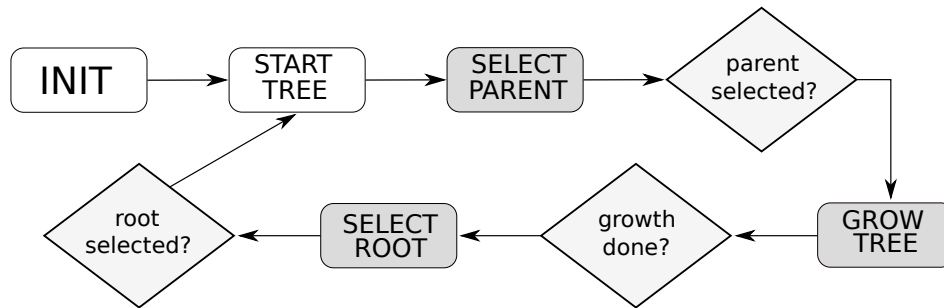 INIT
START
TREE
SELECT
PARENT
parent
selected?
root
selected?
SELECT
ROOT
growth
done?
GROW
TREE